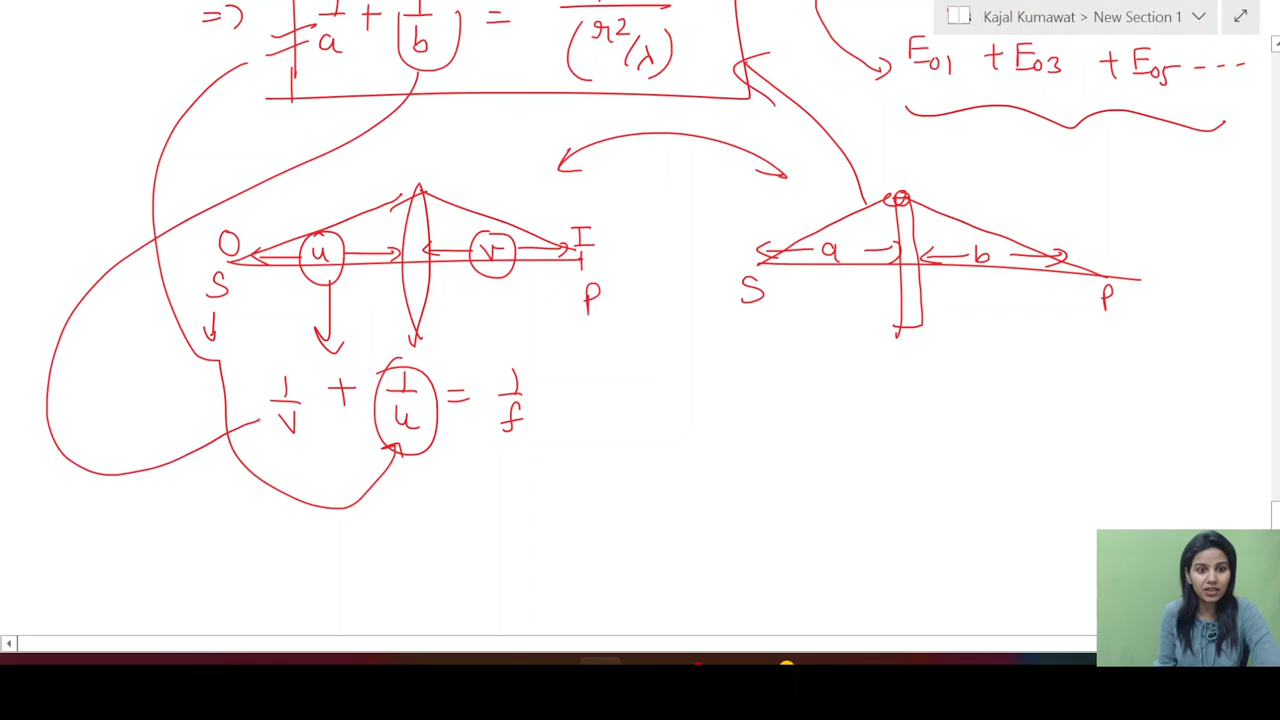 Kajal Kumawat > New Section 1
=> 1/a + 1/b = /(r²/λ)
E01 + E03 + E05 ---
O u v I
S P
a b
S P
1/v + 1/u = 1/f